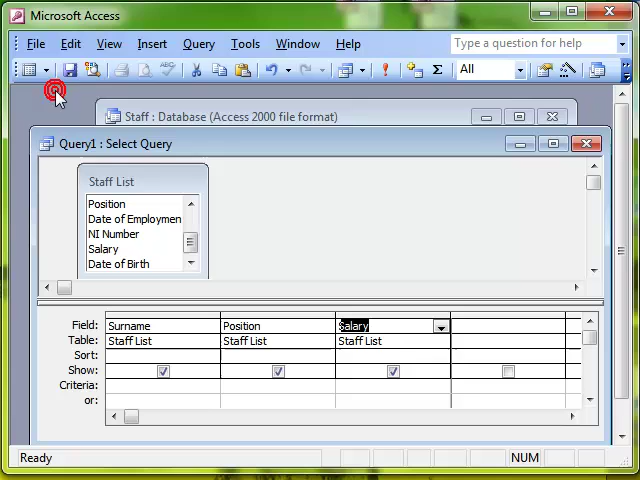 Microsoft Access
File Edit View Insert Query Tools Window Help Type a question for help
All
Staff : Database (Access 2000 file format)
Query1 : Select Query
Staff List
Position
Date of Employmen
NI Number
Salary
Date of Birth
Field: Surname Position Salary
Table: Staff List Staff List Staff List
Sort:
Show:
Criteria:
or:
Ready NUM